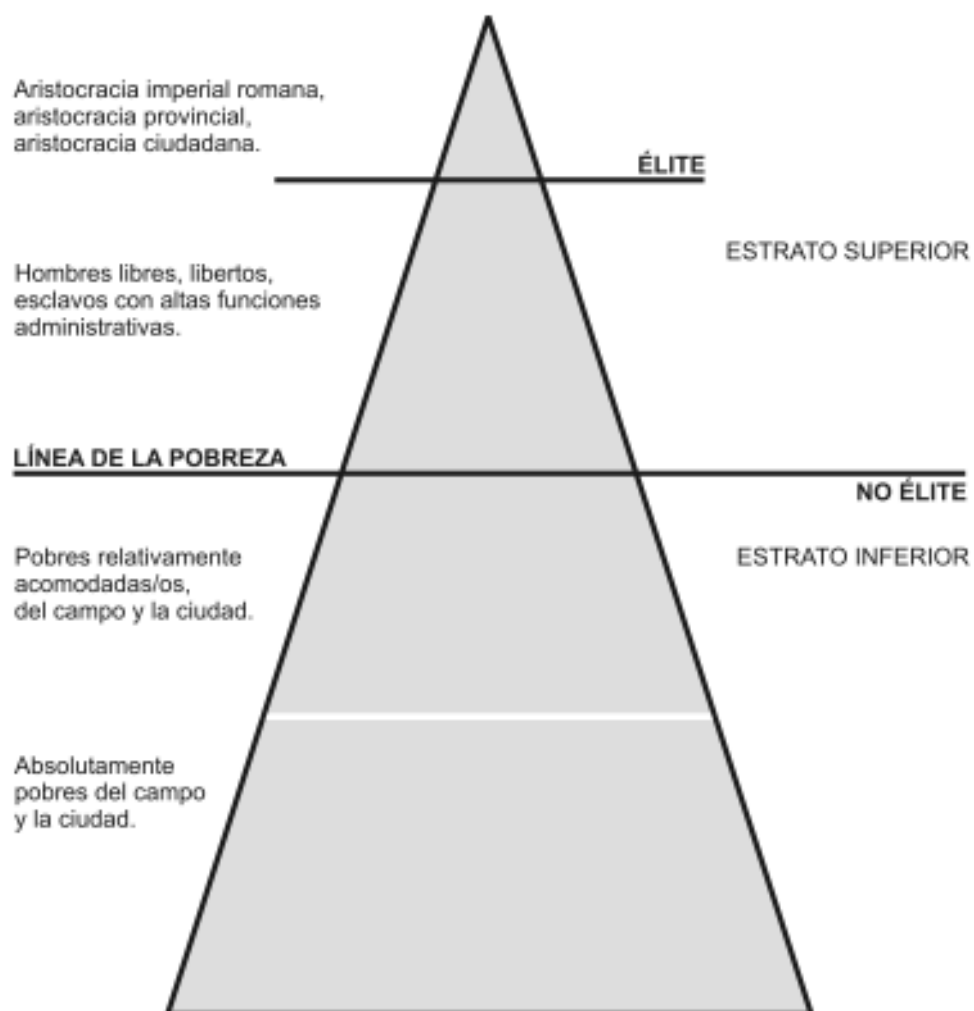 Aristocracia imperial romana,
aristocracia provincial,
aristocracia ciudadana.
ÉLITE
ESTRATO SUPERIOR
Hombres libres, libertos,
esclavos con altas funciones
administrativas.
LÍNEA DE LA POBREZA
NO ÉLITE
Pobres relativamente
acomodadas/os,
del campo y la ciudad.
ESTRATO INFERIOR
Absolutamente
pobres del campo
y la ciudad.